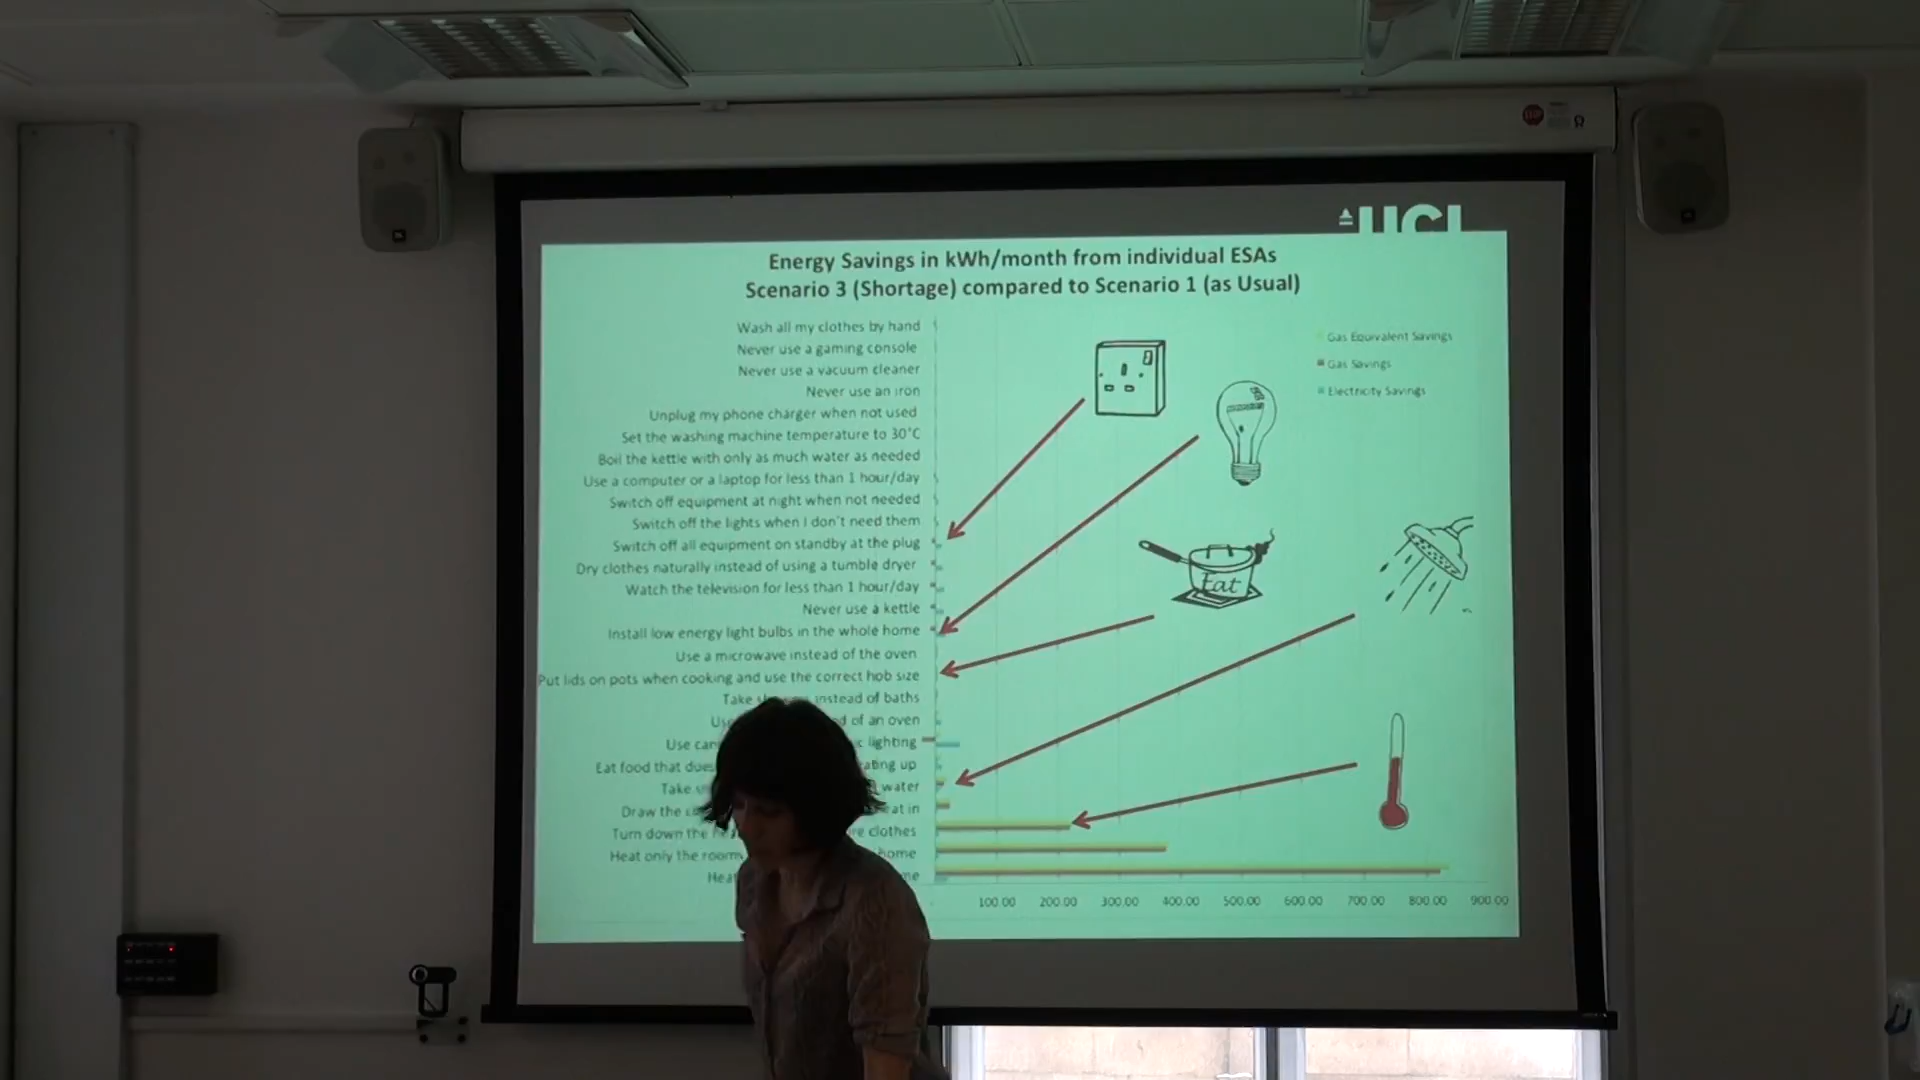 UCL
Energy Savings in kWh/month from individual ESAs
Scenario 3 (Shortage) compared to Scenario 1 (as Usual)
Wash all my clothes by hand
Never use a gaming console
Never use a vacuum cleaner
Never use an iron
Unplug my phone charger when not used
Set the washing machine temperature to 30°C
Boil the kettle with only as much water as needed
Use a computer or a laptop for less than 1 hour/day
Switch off equipment at night when not needed
Switch off the lights when I don't need them
Switch off all equipment on standby at the plug
Dry clothes naturally instead of using a tumble dryer
Watch the television for less than 1 hour/day
Never use a kettle
Install low energy light bulbs in the whole home
Use a microwave instead of the oven
Put lids on pots when cooking and use the correct hob size
Take instead of baths
of an oven
Use lighting
Eat food that up
Take water
Draw the in
Turn down the clothes
Heat only the home
Gas Equivalent Savings
Gas Savings
Electricity Savings
Eat
100.00 200.00 300.00 400.00 500.00 600.00 700.00 800.00 900.00